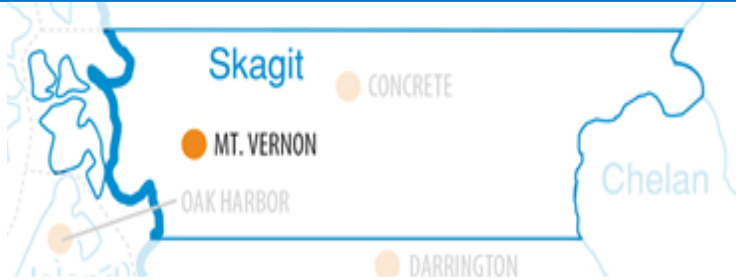 Skagit
CONCRETE
MT. VERNON
Chelan
OAK HARBOR
DARRINGTON